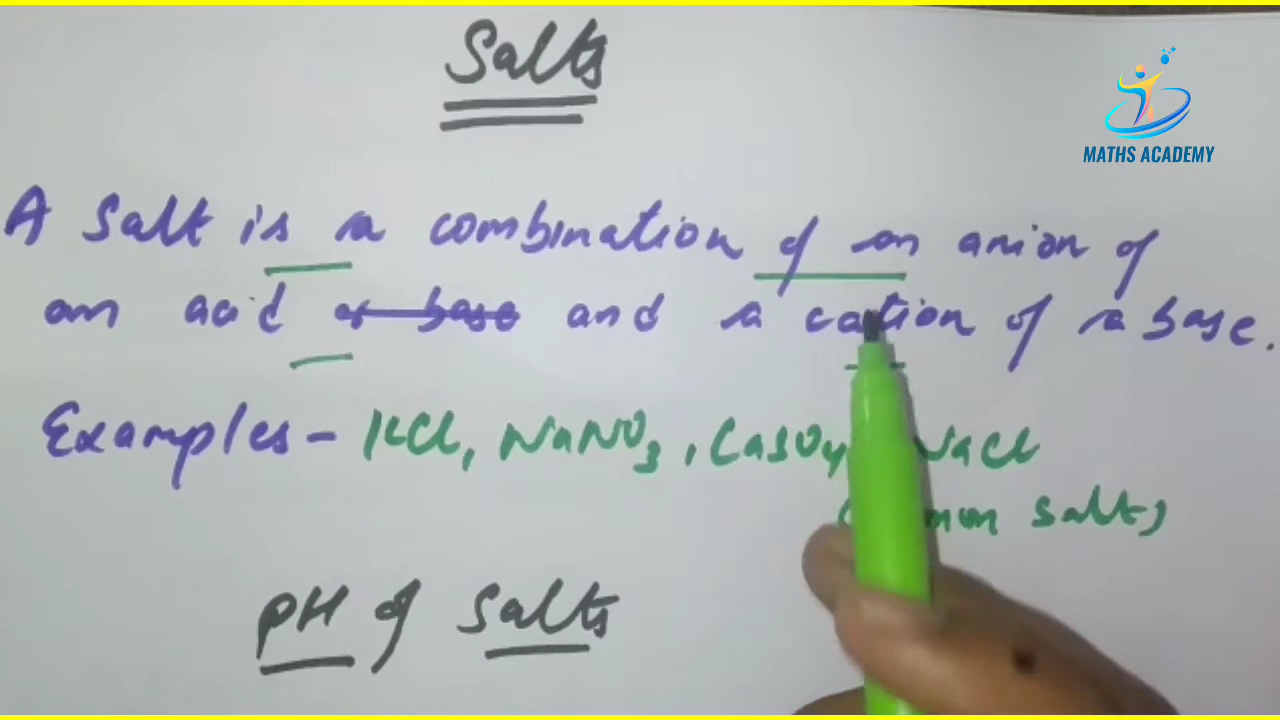 Salts
MATHS ACADEMY
A Salt is a combination of an anion of
an acid or base and a cation of a base.
Examples - KCl, NaNO3, CaSO4 NaCl
salt)
pH of Salts